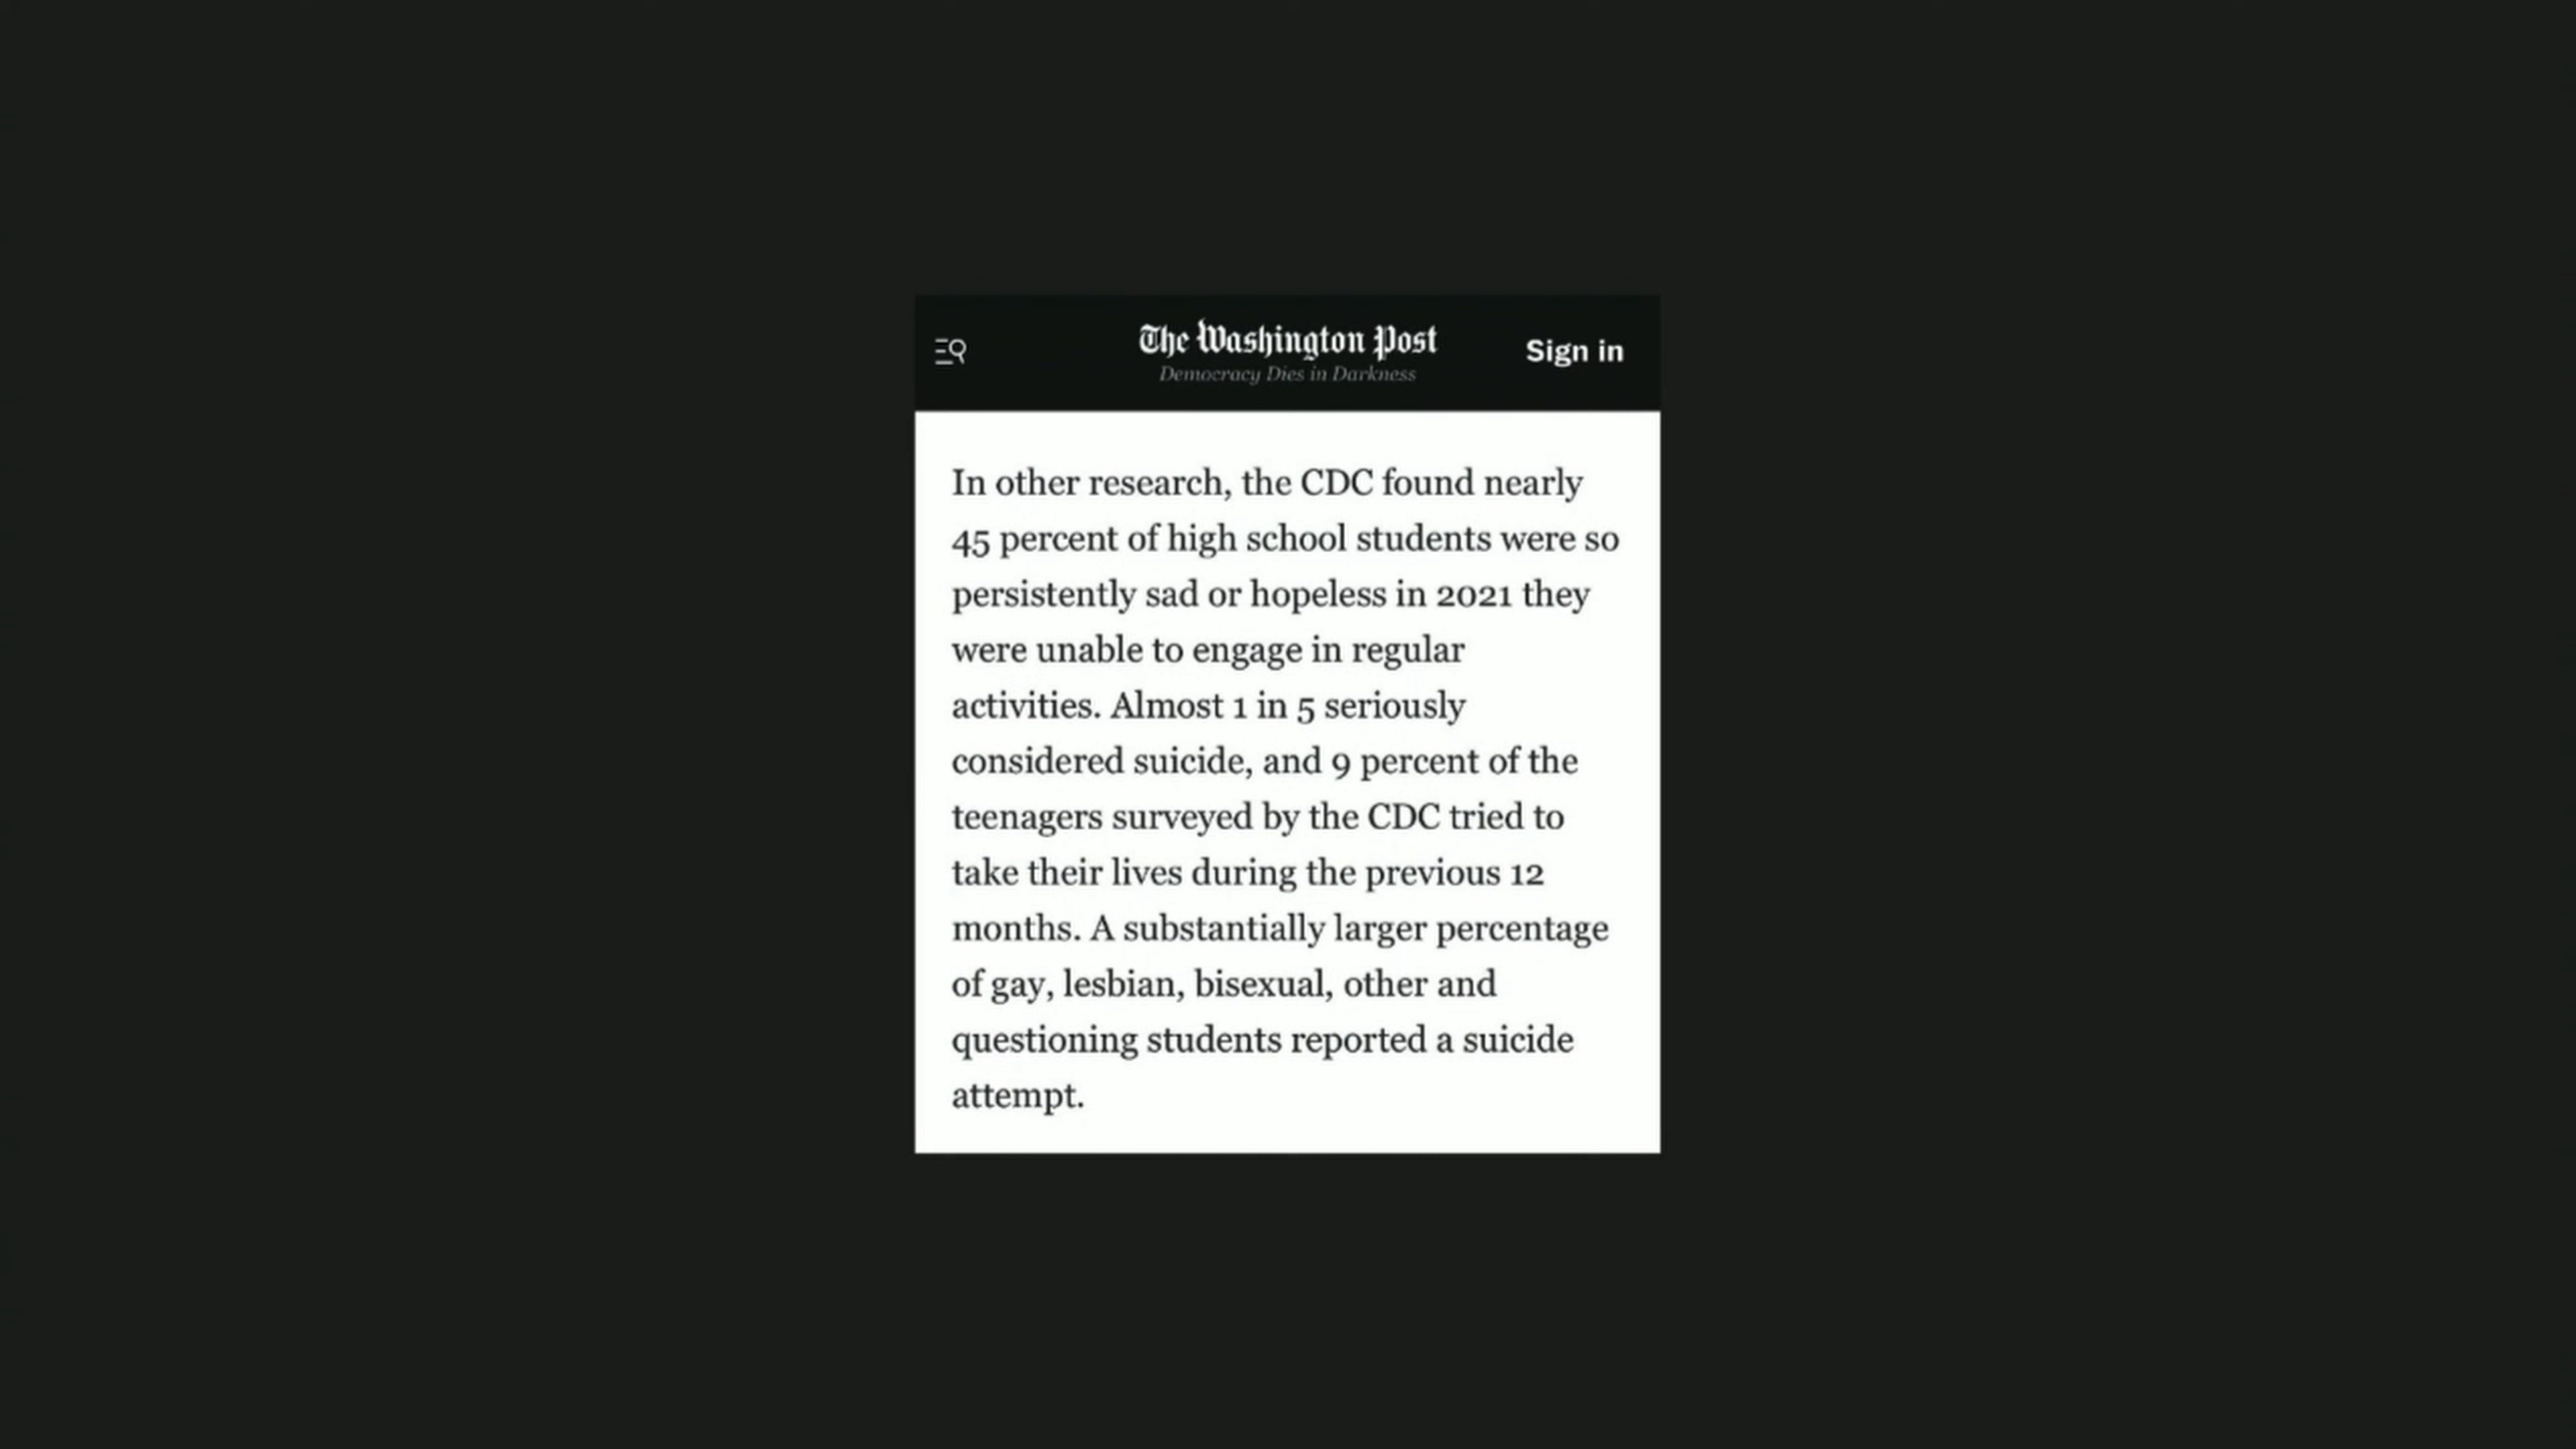 The Washington Post
Democracy Dies in Darkness
Sign in
In other research, the CDC found nearly
45 percent of high school students were so
persistently sad or hopeless in 2021 they
were unable to engage in regular
activities. Almost 1 in 5 seriously
considered suicide, and 9 percent of the
teenagers surveyed by the CDC tried to
take their lives during the previous 12
months. A substantially larger percentage
of gay, lesbian, bisexual, other and
questioning students reported a suicide
attempt.